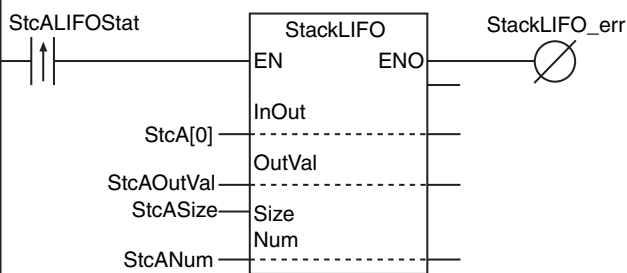 StcALIFOStat
StackLIFO
StackLIFO_err
EN
ENO
InOut
StcA[0]
OutVal
StcAOutVal
StcASize
Size
Num
StcANum